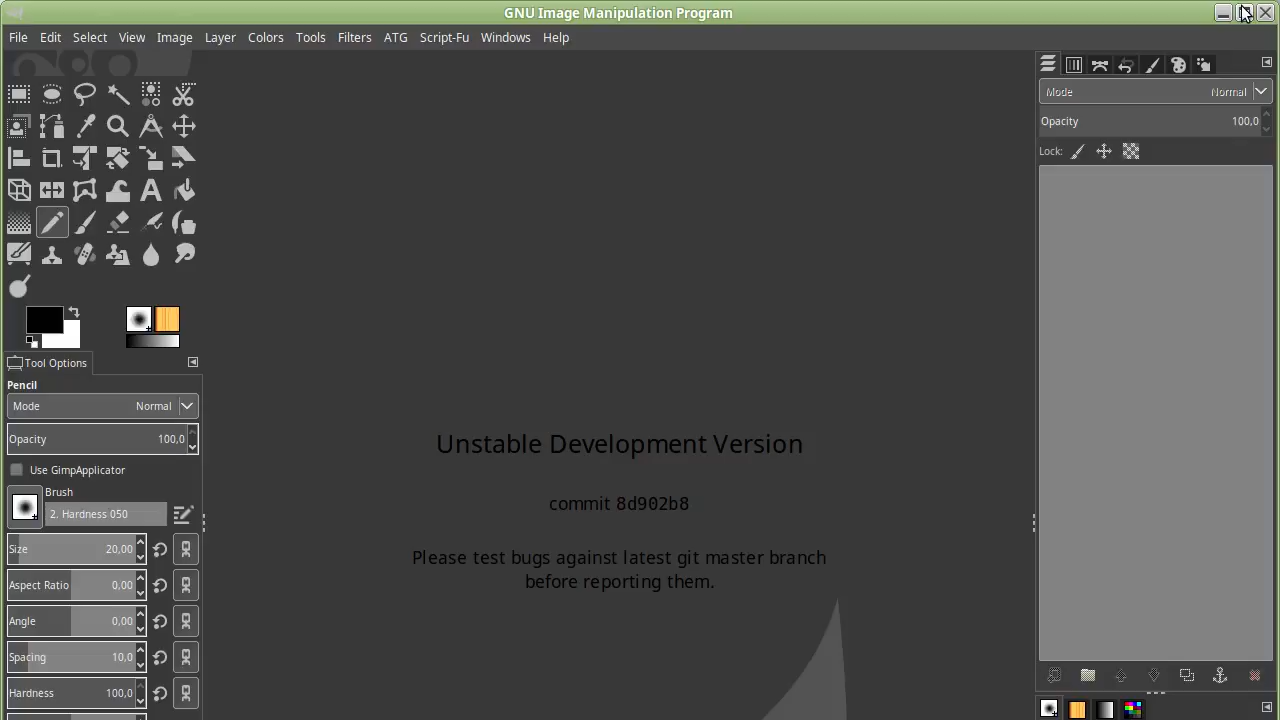 GNU Image Manipulation Program
File Edit Select View Image Layer Colors Tools Filters ATG Script-Fu Windows Help
Mode Normal
Opacity 100,0
Lock:
Tool Options
Pencil
Mode Normal
Opacity 100,0
Use GimpApplicator
Brush
2. Hardness 050
Size 20,00
Aspect Ratio 0,00
Angle 0,00
Spacing 10,0
Hardness 100,0
Unstable Development Version
commit 8d902b8
Please test bugs against latest git master branch
before reporting them.